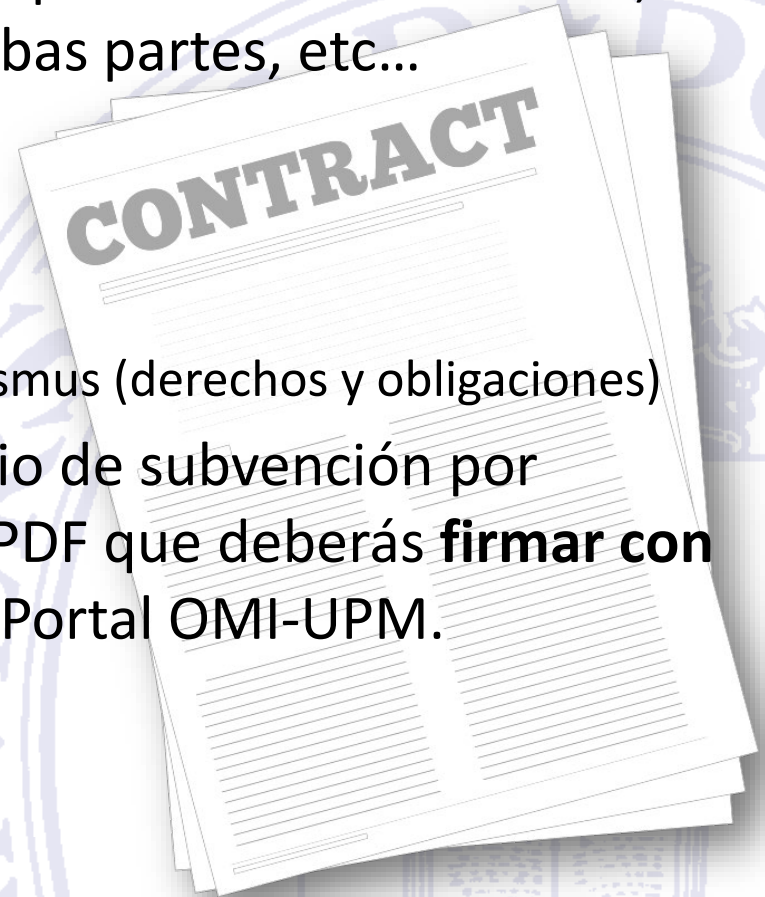 bas partes, etc…
CONTRACT
smus (derechos y obligaciones)
io de subvención por
PDF que deberás firmar con
Portal OMI-UPM.